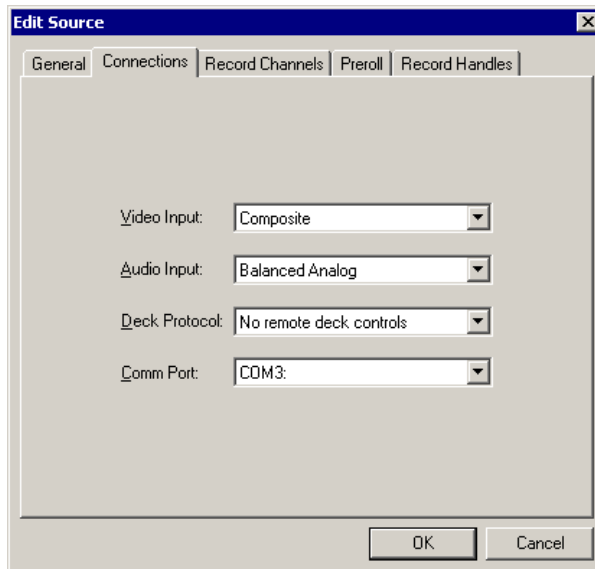 Edit Source
General Connections Record Channels Preroll Record Handles
Video Input: Composite
Audio Input: Balanced Analog
Deck Protocol: No remote deck controls
Comm Port: COM3:
OK Cancel